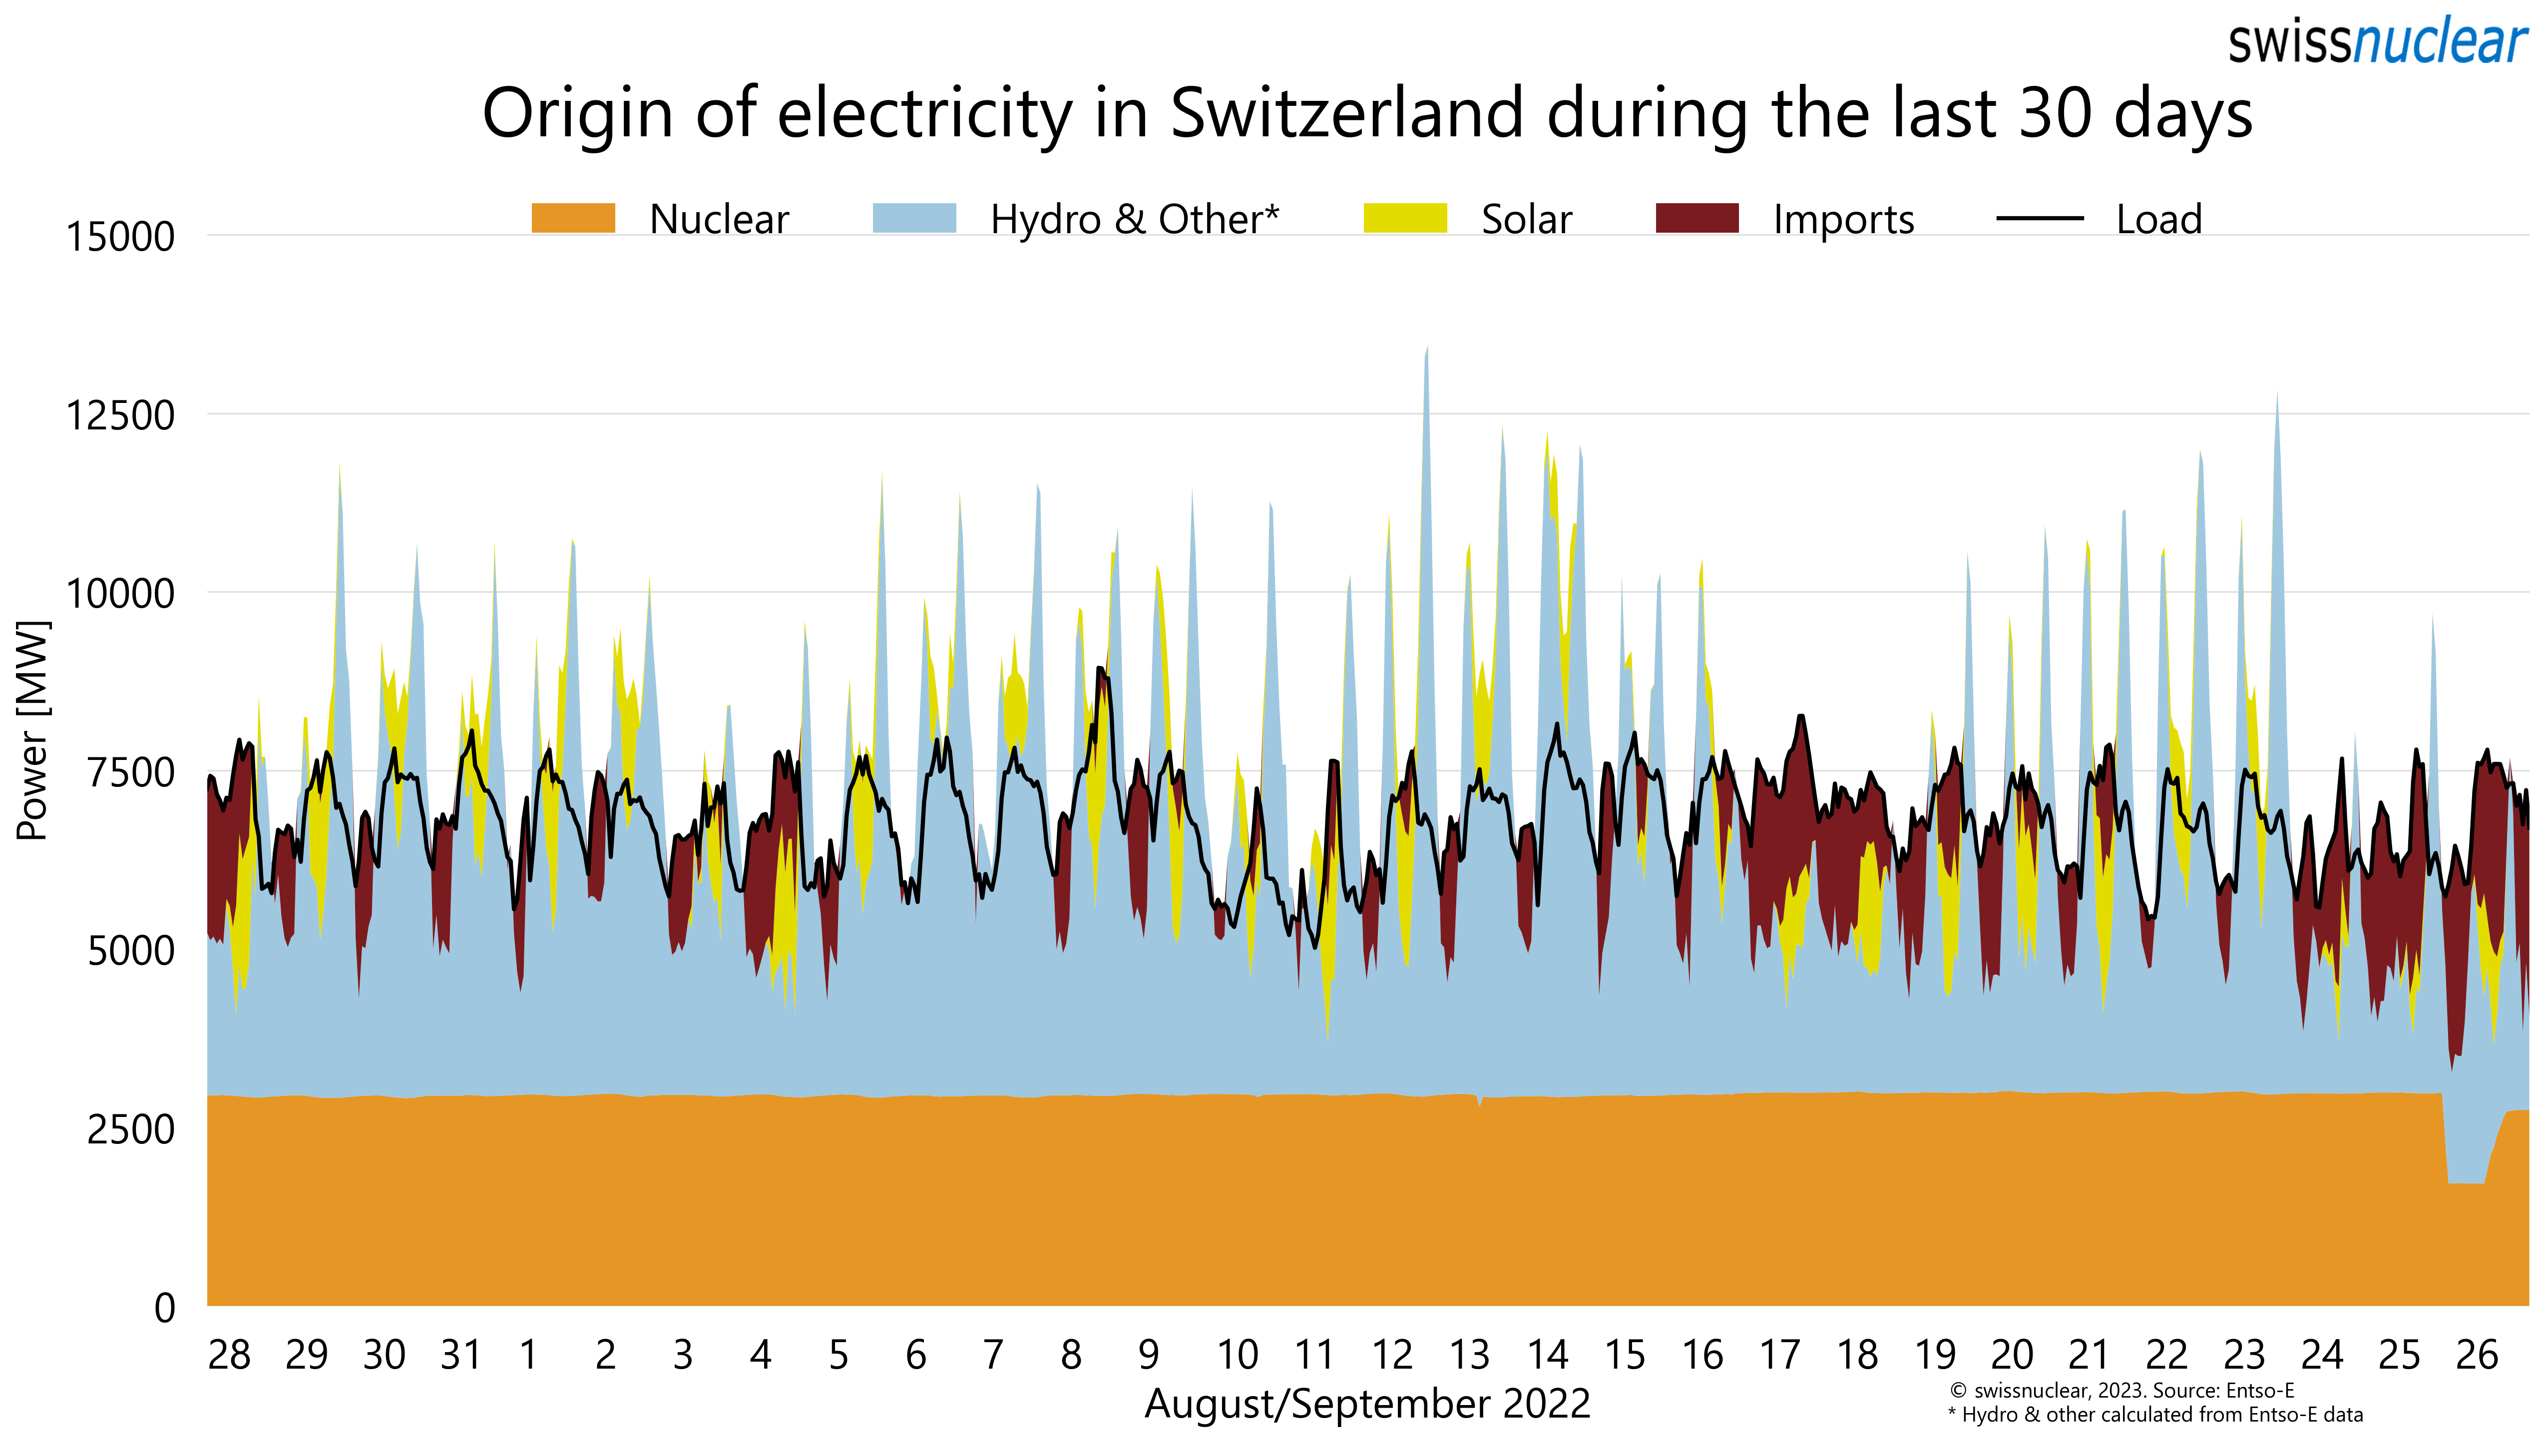 swissnuclear
Origin of electricity in Switzerland during the last 30 days
Nuclear Hydro & Other* Solar Imports Load
15000
12500
10000
7500
5000
2500
0
Power [MW]
28 29 30 31 1 2 3 4 5 6 7 8 9 10 11 12 13 14 15 16 17 18 19 20 21 22 23 24 25 26
August/September 2022
© swissnuclear, 2023. Source: Entso-E
* Hydro & other calculated from Entso-E data